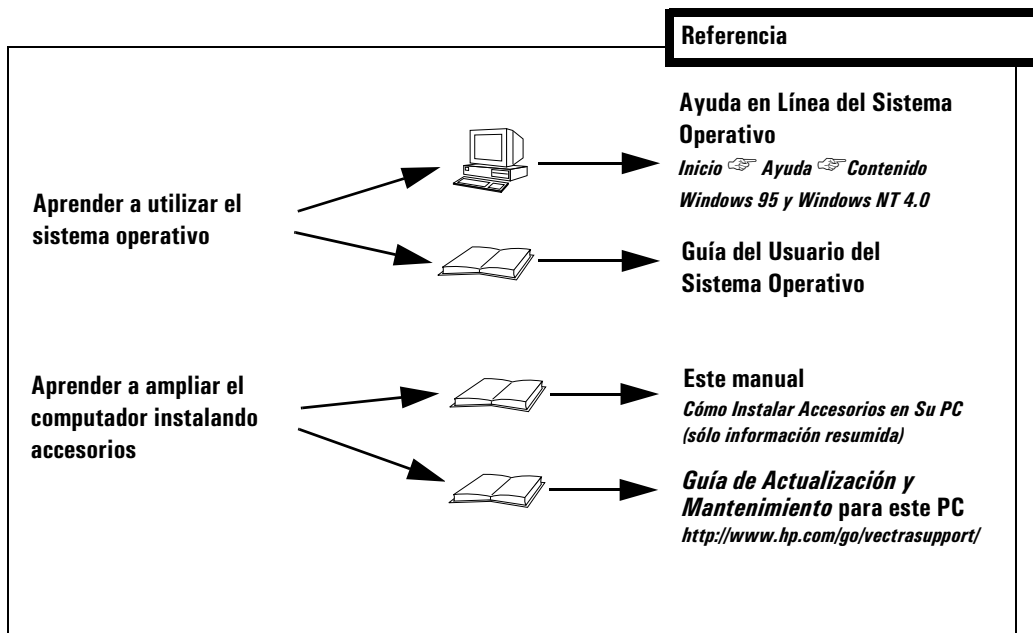 Referencia
Aprender a utilizar el
sistema operativo
Ayuda en Línea del Sistema
Operativo
Inicio ☞ Ayuda ☞ Contenido
Windows 95 y Windows NT 4.0
Guía del Usuario del
Sistema Operativo
Aprender a ampliar el
computador instalando
accesorios
Este manual
Cómo Instalar Accesorios en Su PC
(sólo información resumida)
Guía de Actualización y
Mantenimiento para este PC
http://www.hp.com/go/vectrasupport/